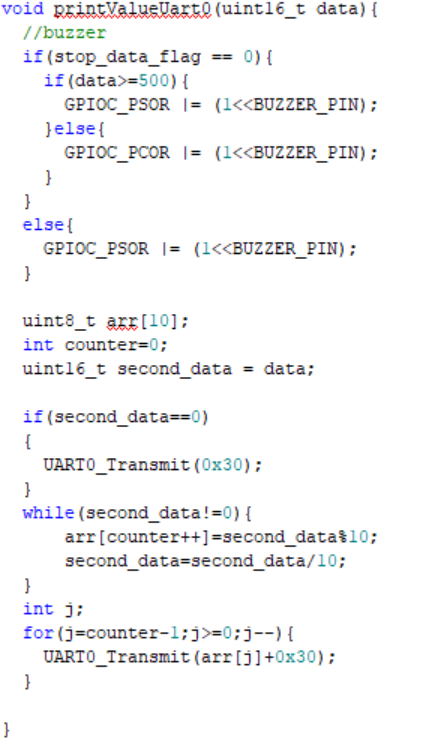 void printValueUart0(uint16_t data){
//buzzer
if(stop_data_flag == 0){
if(data>=500){
GPIOC_PSOR |= (1<<BUZZER_PIN);
}else{
GPIOC_PCOR |= (1<<BUZZER_PIN);
}
}
else{
GPIOC_PSOR |= (1<<BUZZER_PIN);
}
uint8_t arr[10];
int counter=0;
uint16_t second_data = data;
if(second_data==0)
{
UART0_Transmit(0x30);
}
while(second_data!=0){
arr[counter++]=second_data%10;
second_data=second_data/10;
}
int j;
for(j=counter-1;j>=0;j--){
UART0_Transmit(arr[j]+0x30);
}
}